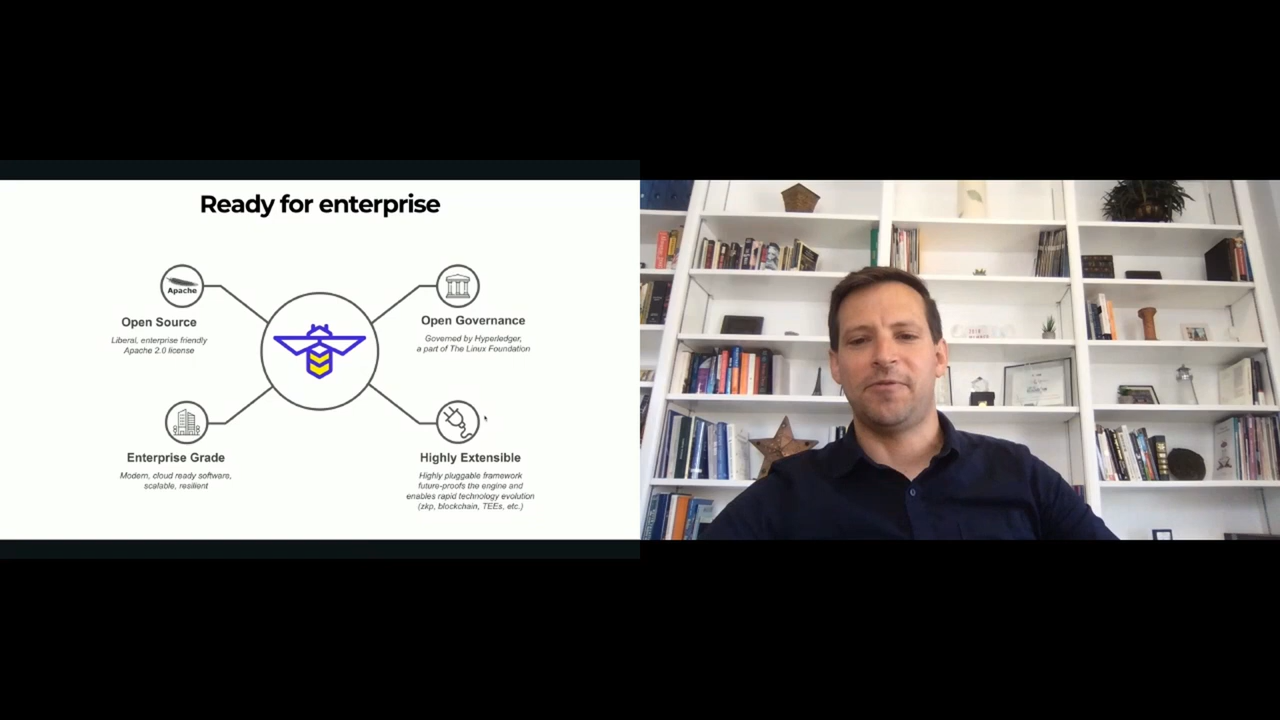 Ready for enterprise
Apache
Open Source
Liberal, enterprise friendly
Apache 2.0 license
Open Governance
Governed by Hyperledger,
a part of The Linux Foundation
Enterprise Grade
Modern, cloud ready software,
scalable, resilient
Highly Extensible
Highly pluggable framework
future-proofs the engine and
enables rapid technology evolution
(zkp, blockchain, TEEs, etc.)